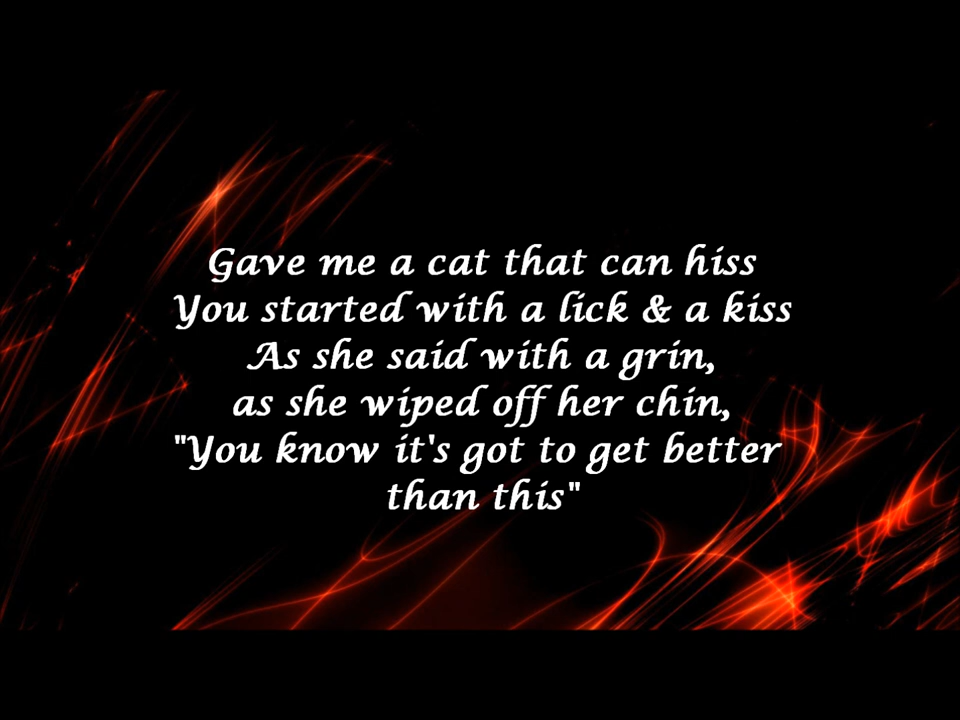 Gave me a cat that can hiss
You started with a lick & a kiss
As she said with a grin,
as she wiped off her chin,
"You know it's got to get better
than this"